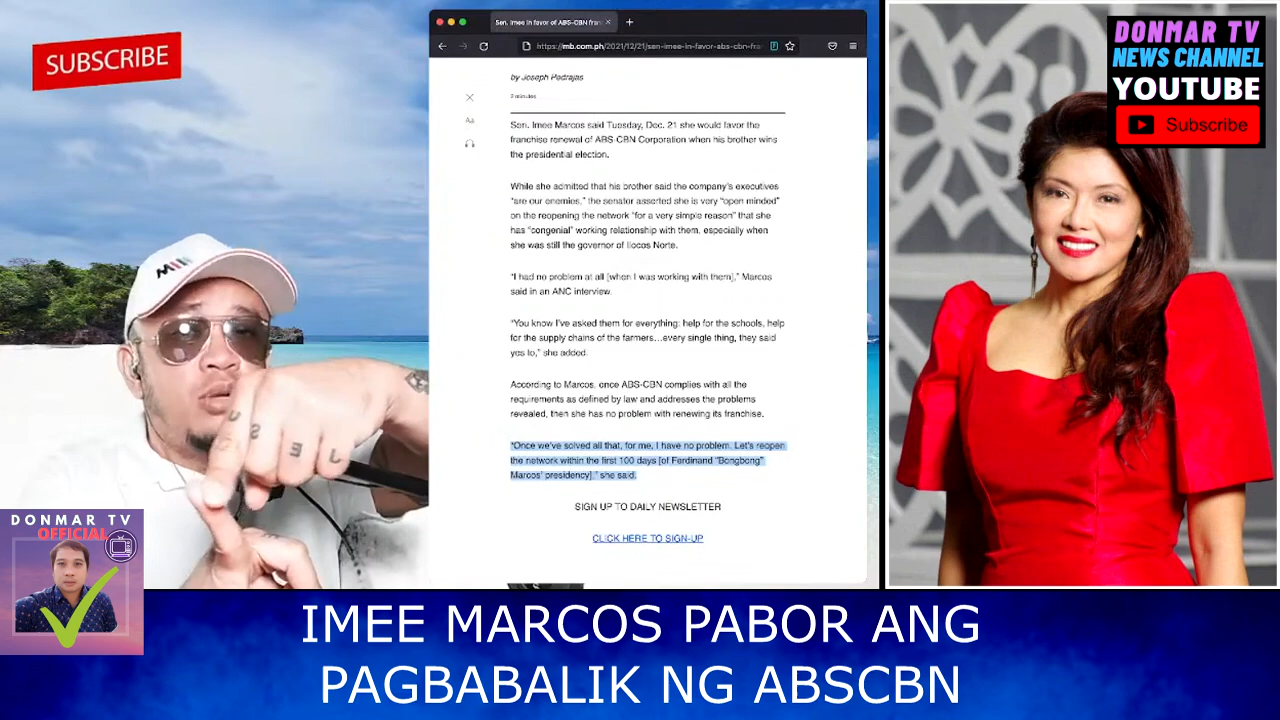 SUBSCRIBE
Sen. Imee in favor of ABS-CBN fran
https://mb.com.ph/2021/12/21/sen-imee-in-favor-abs-cbn-fra
by Joseph Pedrajas
2 minutes
Sen. Imee Marcos said Tuesday, Dec. 21 she would favor the
franchise renewal of ABS-CBN Corporation when his brother wins
the presidential election.
While she admitted that his brother said the company's executives
"are our enemies," the senator asserted she is very "open minded"
on the reopening the network "for a very simple reason" that she
has "congenial" working relationship with them, especially when
she was still the governor of Ilocos Norte.
"I had no problem at all [when I was working with them]," Marcos
said in an ANC interview.
"You know I've asked them for everything: help for the schools, help
for the supply chains of the farmers…every single thing, they said
yes to," she added.
According to Marcos, once ABS-CBN complies with all the
requirements as defined by law and addresses the problems
revealed, then she has no problem with renewing its franchise.
"Once we've solved all that, for me, I have no problem. Let's reopen
the network within the first 100 days [of Ferdinand "Bongbong"
Marcos' presidency]," she said.
SIGN UP TO DAILY NEWSLETTER
CLICK HERE TO SIGN-UP
DONMAR TV
NEWS CHANNEL
YOUTUBE
Subscribe
DONMAR TV
OFFICIAL
IMEE MARCOS PABOR ANG
PAGBABALIK NG ABSCBN